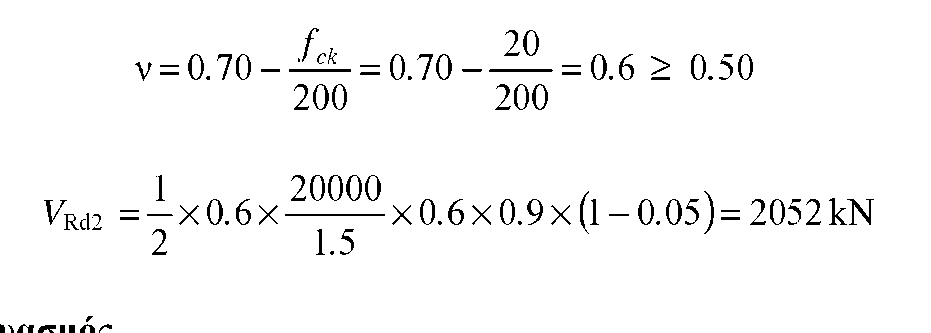 ν = 0.70 − f_ck/200 = 0.70 − 20/200 = 0.6 ≥ 0.50
V_Rd2 = 1/2 × 0.6 × 20000/1.5 × 0.6 × 0.9 × (1 − 0.05) = 2052 kN